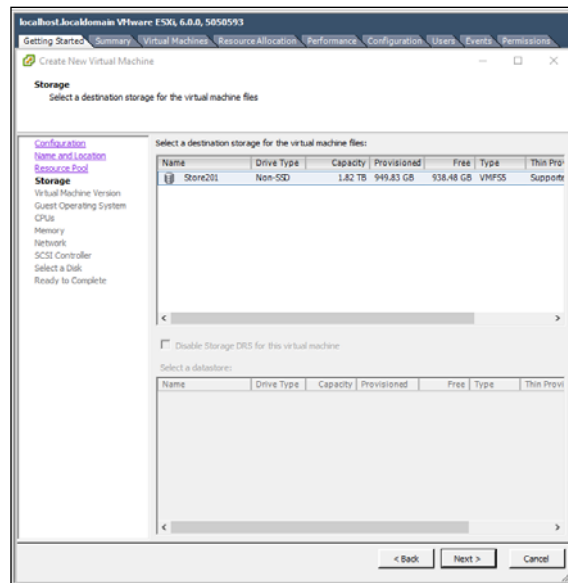 localhost.localdomain VMware ESXi, 6.0.0, 5050593
Getting Started Summary Virtual Machines Resource Allocation Performance Configuration Users Events Permissions
Create New Virtual Machine
Storage
Select a destination storage for the virtual machine files
Configuration
Name and Location
Resource Pool
Storage
Virtual Machine Version
Guest Operating System
CPUs
Memory
Network
SCSI Controller
Select a Disk
Ready to Complete
Select a destination storage for the virtual machine files:
Name Drive Type Capacity Provisioned Free Type Thin Prov
Store201 Non-SSD 1.82 TB 949.83 GB 938.48 GB VMFS5 Supporte
Disable Storage DRS for this virtual machine
Select a datastore:
Name Drive Type Capacity Provisioned Free Type Thin Provi
< Back Next > Cancel